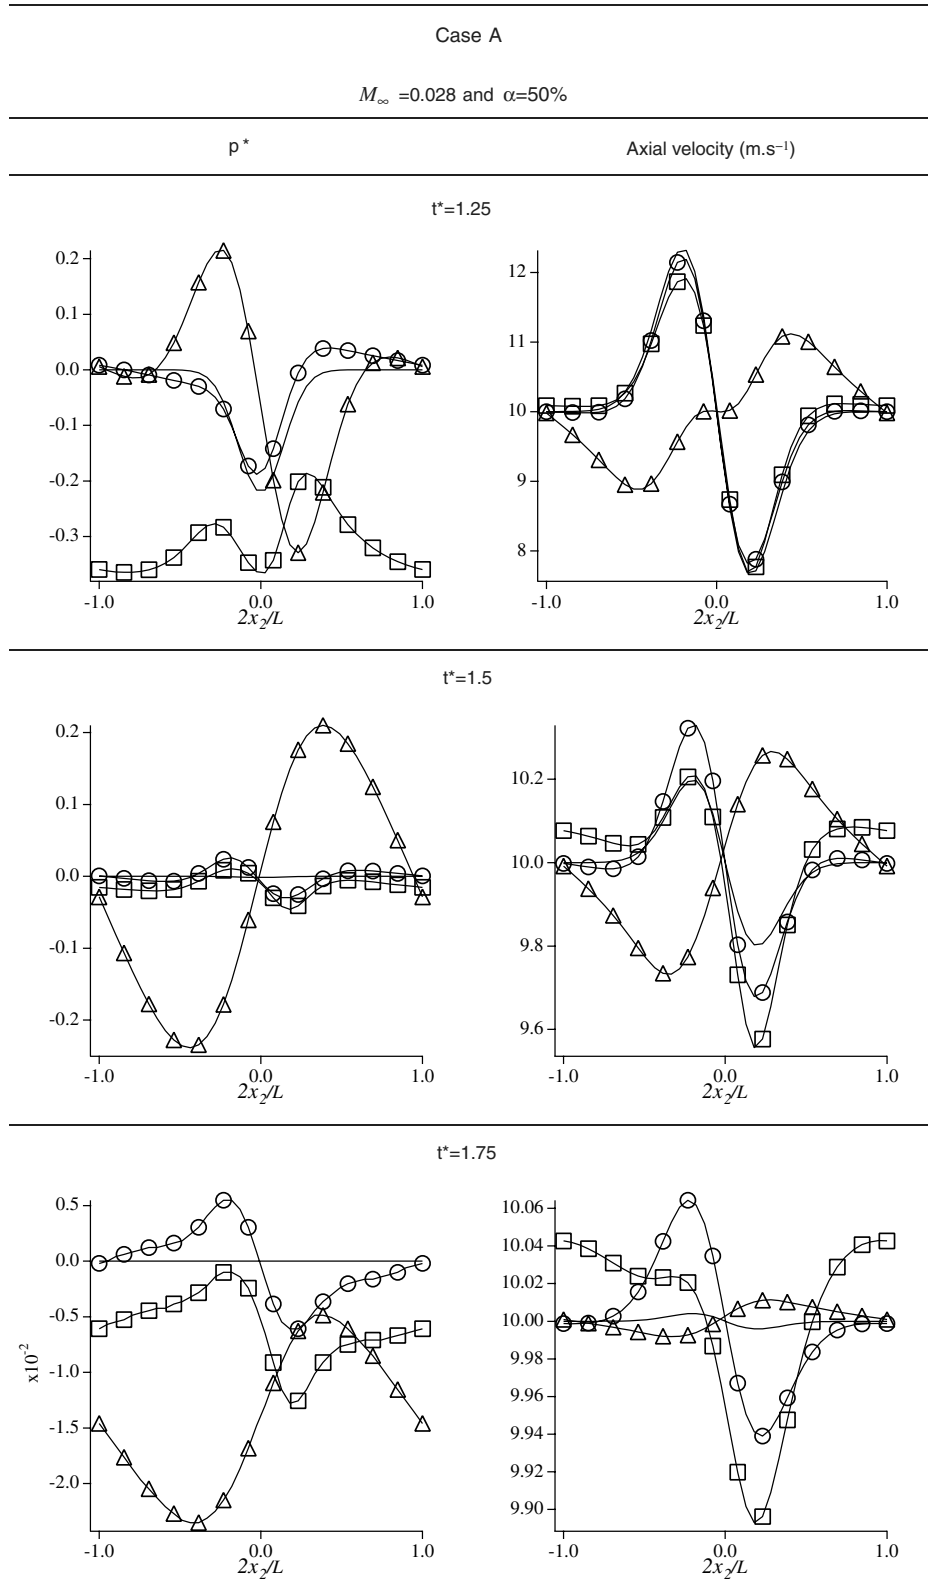 Case A
M∞ =0.028 and α=50%
p* Axial velocity (m.s⁻¹)
t*=1.25
0.2
0.1
0.0
-0.1
-0.2
-0.3
-1.0 0.0 1.0
2x₂/L
12
11
10
9
8
-1.0 0.0 1.0
2x₂/L
t*=1.5
0.2
0.1
0.0
-0.1
-0.2
-1.0 0.0 1.0
2x₂/L
10.2
10.0
9.8
9.6
-1.0 0.0 1.0
2x₂/L
t*=1.75
x10⁻²
0.5
0.0
-0.5
-1.0
-1.5
-2.0
-1.0 0.0 1.0
2x₂/L
10.06
10.04
10.02
10.00
9.98
9.96
9.94
9.92
9.90
-1.0 0.0 1.0
2x₂/L